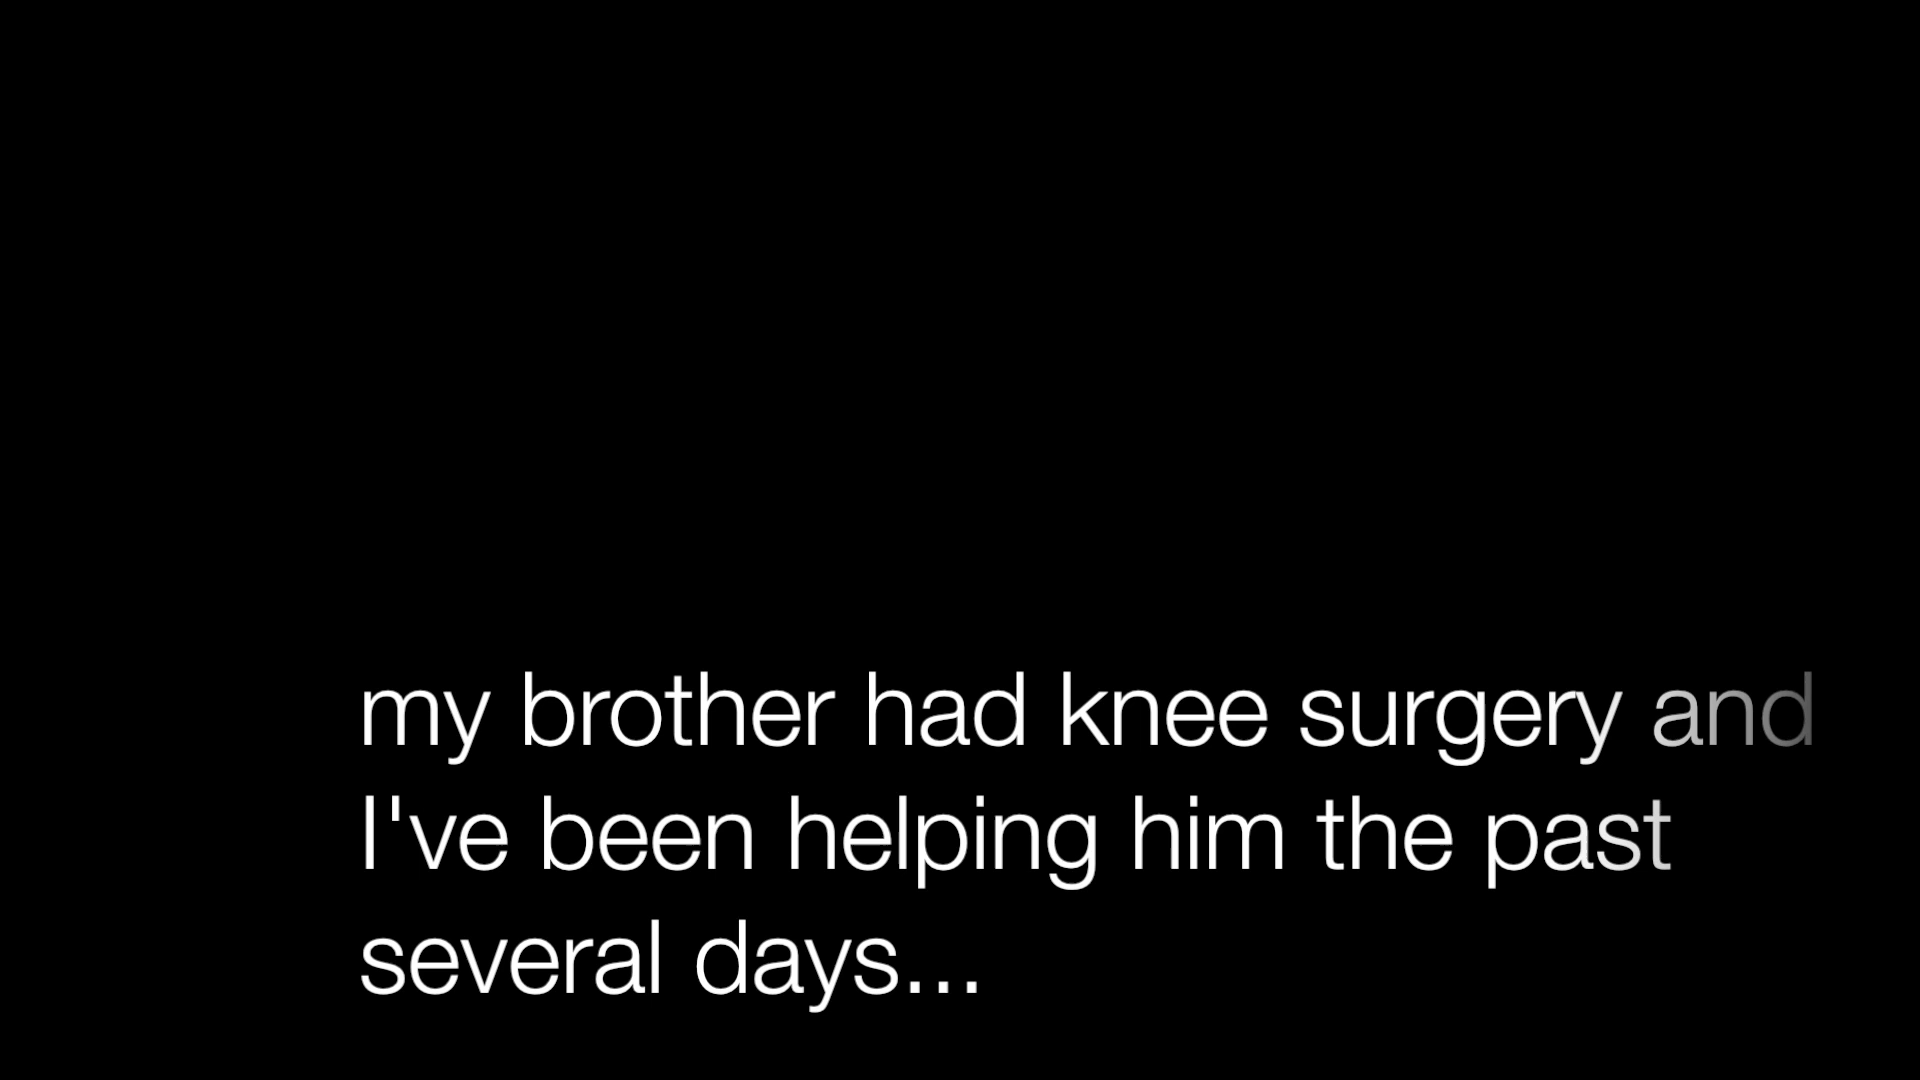 my brother had knee surgery and
I've been helping him the past
several days...